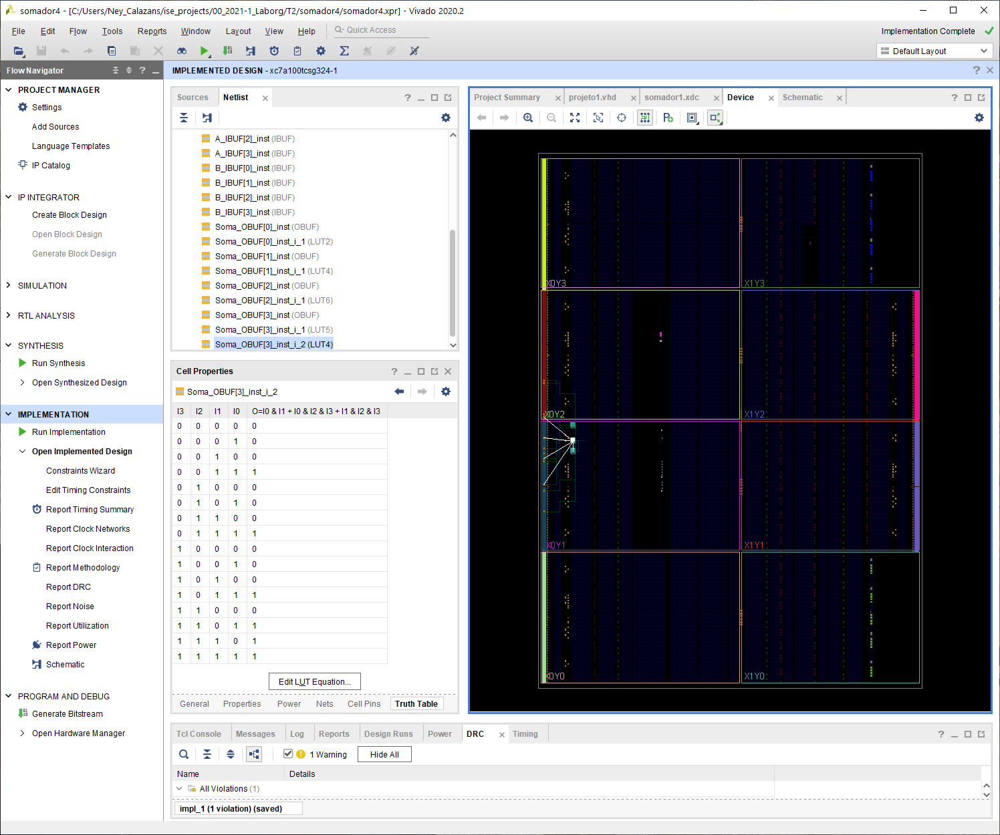 somador4 - [C:/Users/Ney_Calazans/ise_projects/00_2021-1_Laborg/T2/somador4/somador4.xpr] - Vivado 2020.2
File Edit Flow Tools Reports Window Layout View Help Quick Access
Implementation Complete
Default Layout
Flow Navigator
IMPLEMENTED DESIGN - xc7a100tcsg324-1
PROJECT MANAGER
Settings
Add Sources
Language Templates
IP Catalog
IP INTEGRATOR
Create Block Design
Open Block Design
Generate Block Design
SIMULATION
RTL ANALYSIS
SYNTHESIS
Run Synthesis
Open Synthesized Design
IMPLEMENTATION
Run Implementation
Open Implemented Design
Constraints Wizard
Edit Timing Constraints
Report Timing Summary
Report Clock Networks
Report Clock Interaction
Report Methodology
Report DRC
Report Noise
Report Utilization
Report Power
Schematic
PROGRAM AND DEBUG
Generate Bitstream
Open Hardware Manager
Sources Netlist
A_IBUF[2]_inst (IBUF)
A_IBUF[3]_inst (IBUF)
B_IBUF[0]_inst (IBUF)
B_IBUF[1]_inst (IBUF)
B_IBUF[2]_inst (IBUF)
B_IBUF[3]_inst (IBUF)
Soma_OBUF[0]_inst (OBUF)
Soma_OBUF[0]_inst_i_1 (LUT2)
Soma_OBUF[1]_inst (OBUF)
Soma_OBUF[1]_inst_i_1 (LUT4)
Soma_OBUF[2]_inst (OBUF)
Soma_OBUF[2]_inst_i_1 (LUT6)
Soma_OBUF[3]_inst (OBUF)
Soma_OBUF[3]_inst_i_1 (LUT5)
Soma_OBUF[3]_inst_i_2 (LUT4)
Cell Properties
Soma_OBUF[3]_inst_i_2
I3 I2 I1 I0 O=I0 & I1 + I0 & I2 & I3 + I1 & I2 & I3
0 0 0 0 0
0 0 0 1 0
0 0 1 0 0
0 0 1 1 1
0 1 0 0 0
0 1 0 1 0
0 1 1 0 0
0 1 1 1 1
1 0 0 0 0
1 0 0 1 0
1 0 1 0 0
1 0 1 1 1
1 1 0 0 0
1 1 0 1 1
1 1 1 0 1
1 1 1 1 1
Edit LUT Equation...
General Properties Power Nets Cell Pins Truth Table
Project Summary projeto1.vhd somador1.xdc Device Schematic
X0Y3 X1Y3
X0Y2 X1Y2
X0Y1 X1Y1
X0Y0 X1Y0
Tcl Console Messages Log Reports Design Runs Power DRC Timing
1 Warning Hide All
Name Details
All Violations (1)
impl_1 (1 violation) (saved)